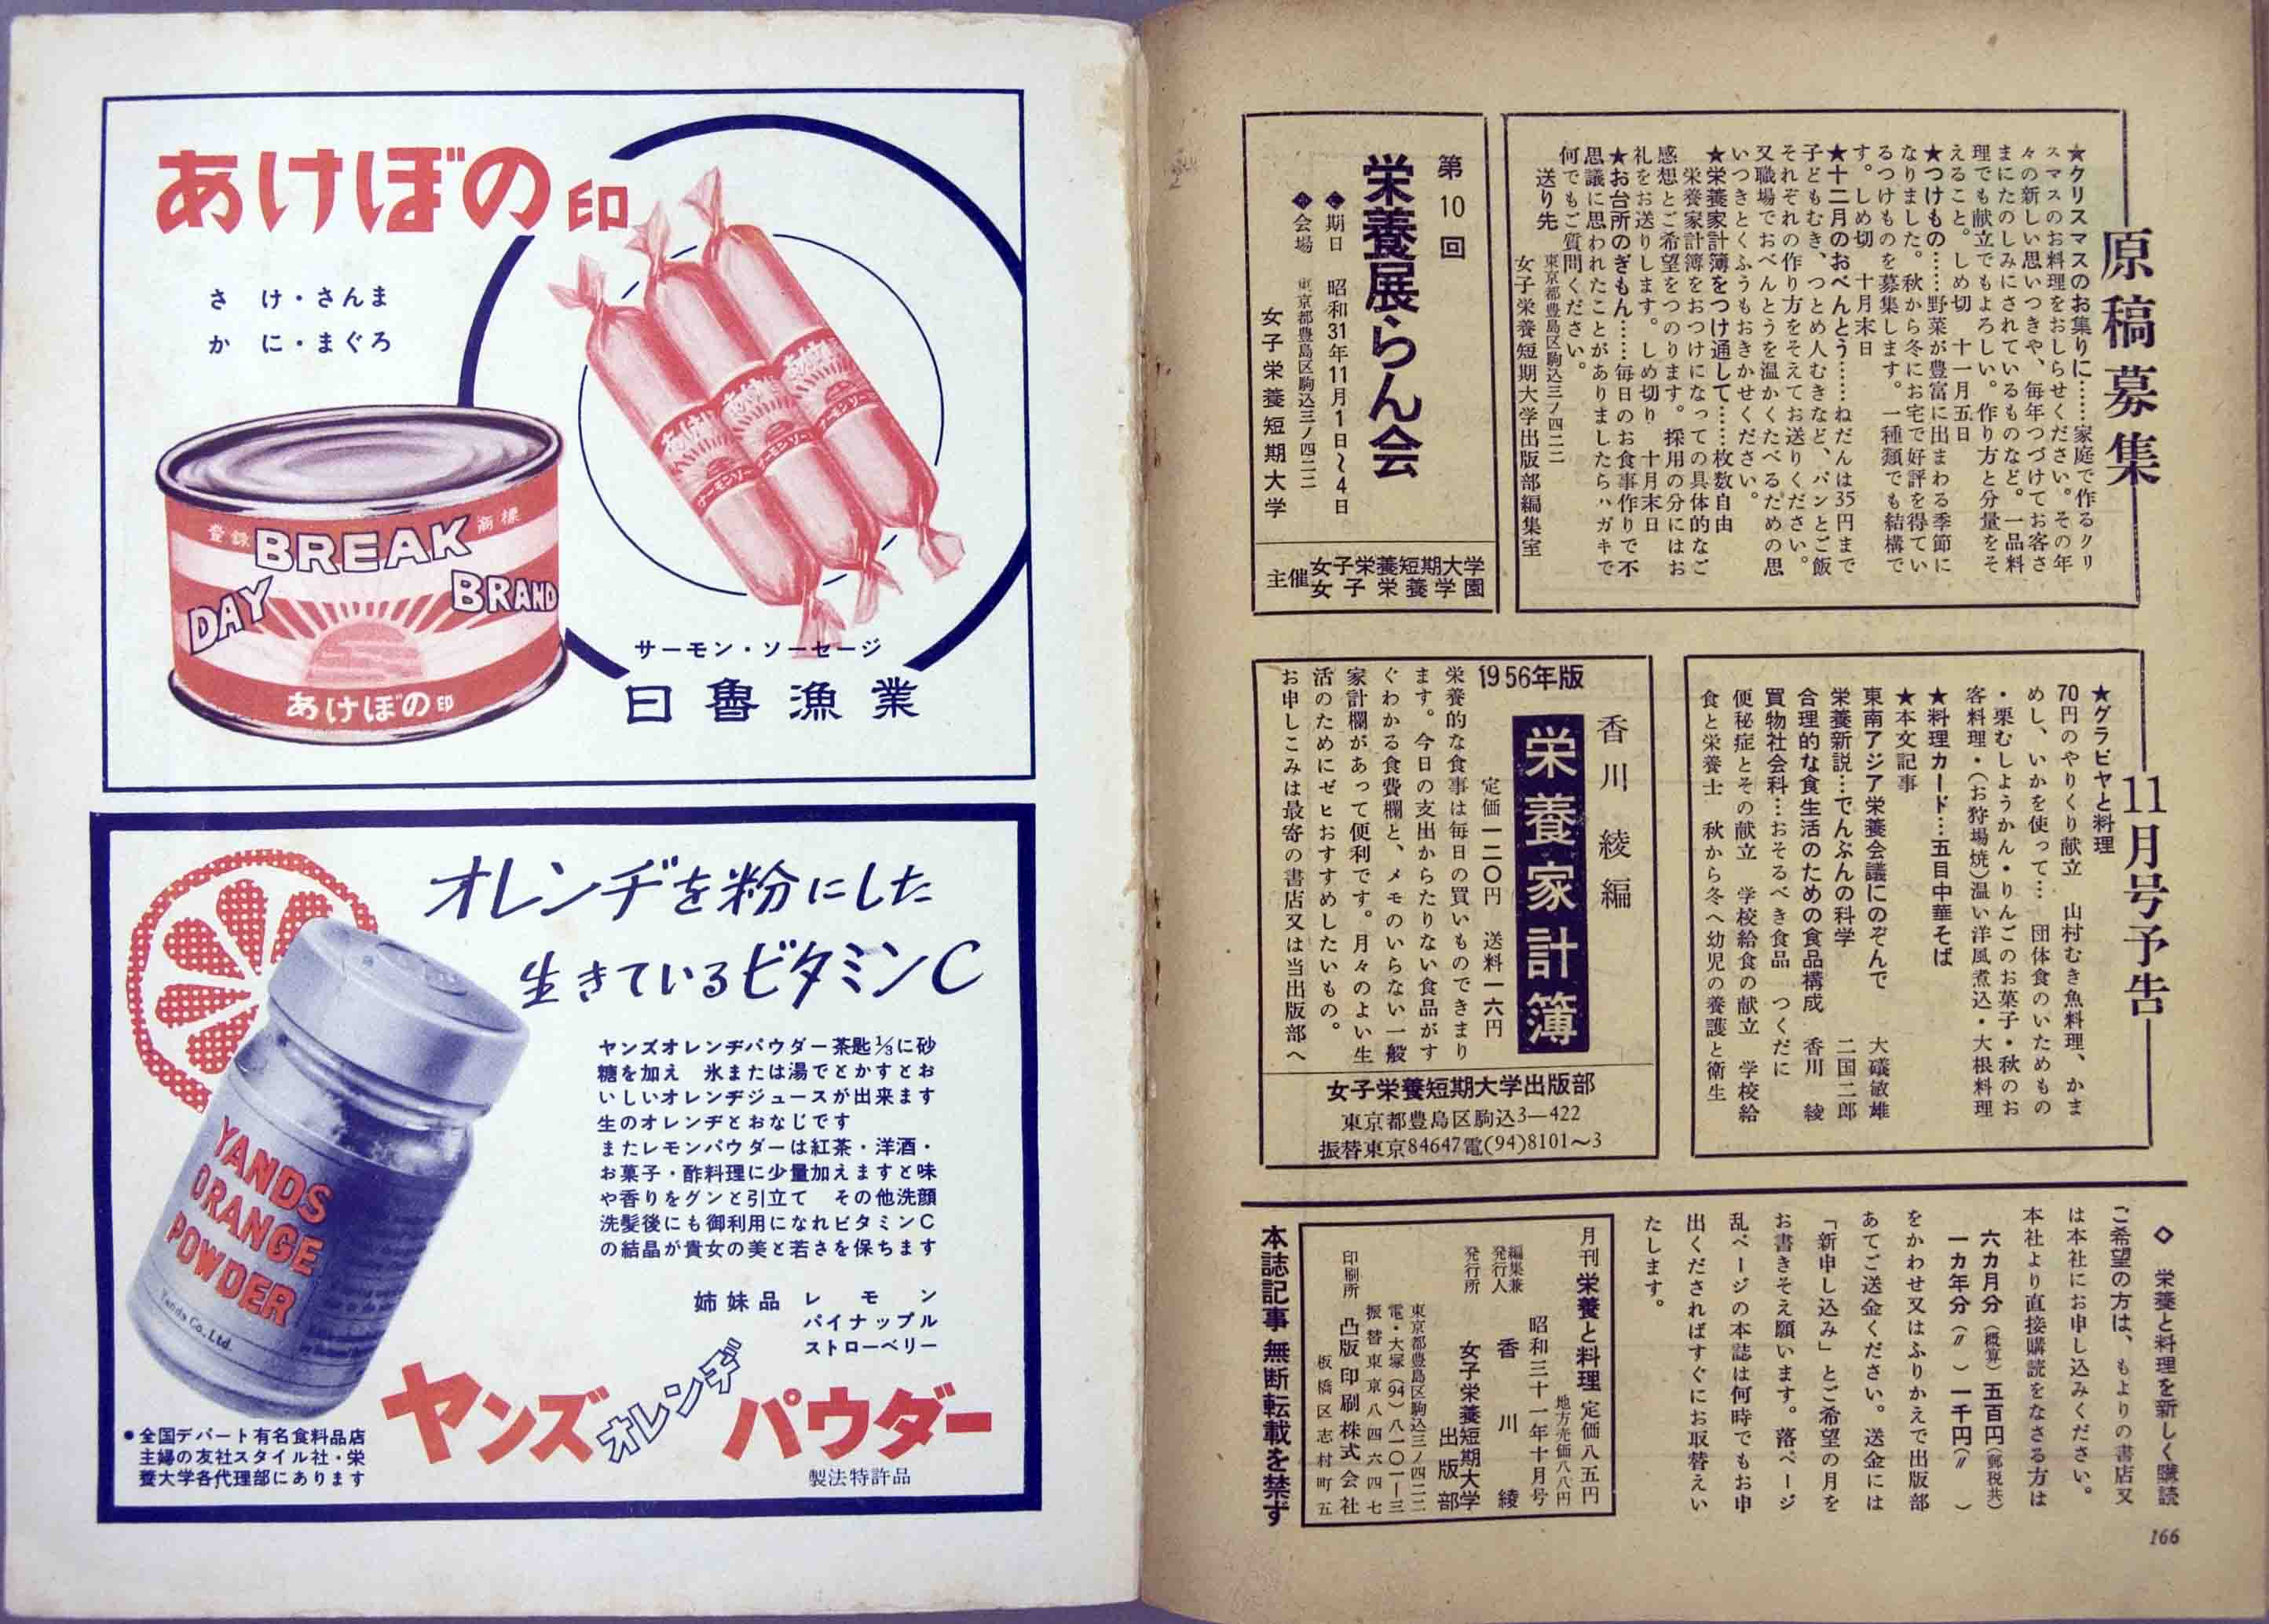 原稿募集
★クリスマスのお集りに……家庭で作るクリ
スマスのお料理をおしらせください。その年
々の新しい思いつきや、毎年つづけてお客さ
まにたのしみにされているものなど。一品料
理でも献立でもよろしい。作り方と分量をそ
えること。しめ切 十一月五日
★つけもの……野菜が豊富に出まわる季節に
なりました。秋から冬にお宅で好評を得てい
るつけものを募集します。一種類でも結構で
す。しめ切 十月末日
★十二月のおべんとう……ねだんは35円まで
子どもむき、つとめ人むきなど、パンとご飯
それぞれの作り方をそえてお送りください。
又職場でおべんとうを温かくたべるための思
いつきとくふうもおきかせください。
★栄養家計簿をつけ通して……枚数自由
栄養家計簿をおつけになっての具体的なご
感想とご希望をつのります。採用の分にはお
礼をお送りします。しめ切り 十月末日
★お台所のぎもん……毎日のお食事作りで不
思議に思われたことがありましたらハガキで
何でもご質問ください。
送り先 東京都豊島区駒込三ノ四二二
女子栄養短期大学出版部編集室
第10回
栄養展らん会
◆期日 昭和31年11月1日〜4日
◆会場 東京都豊島区駒込三ノ四二二
女子栄養短期大学
主催 女子栄養短期大学
女子栄養学園
11月号予告
★グラビヤと料理
70円のやりくり献立 山村むき魚料理、かま
めし、いかを使って… 団体食のいためもの
・栗むしようかん・りんごのお菓子・秋のお
客料理・(お狩場焼)温い洋風煮込・大根料理
★料理カード…五目中華そば
★本文記事
東南アジア栄養会議にのぞんで 大礒敏雄
栄養新説…でんぷんの科学 二国二郎
合理的な食生活のための食品構成 香川 綾
買物社会科…おそるべき食品 つくだに
便秘症とその献立 学校給食の献立 学校給
食と栄養士 秋から冬へ幼児の養護と衛生
香川 綾 編
1956年版
栄養家計簿
定価一二〇円 送料一六円
栄養的な食事は毎日の買いものできまり
ます。今日の支出からたりない食品がす
ぐわかる食費欄と、メモのいらない一般
家計欄があって便利です。月々のよい生
活のためにぜヒおすすめしたいもの。
お申しこみは最寄の書店又は当出版部へ
女子栄養短期大学出版部
東京都豊島区駒込3—422
振替東京84647電(94)8101〜3
◇ 栄養と料理を新しく購読
ご希望の方は、もよりの書店又
は本社にお申し込みください。
本社より直接購読をなさる方は
六カ月分(概算)五百円(郵税共)
一カ年分(〃)一千円(〃)
をかわせ又はふりかえで出版部
あてご送金ください。送金には
「新申し込み」とご希望の月を
お書きそえ願います。落ページ
乱ページの本誌は何時でもお申
出くださればすぐにお取替えい
たします。
月刊 栄養と料理 定価八五円
地方売価八八円
昭和三十一年十月号
編集兼
発行人 香川 綾
発行所 女子栄養短期大学
出版部
東京都豊島区駒込三ノ四二二
電・大塚(94)八一〇一—三
振替東京八四六四七
印刷所 凸版印刷株式会社
板橋区志村町五
本誌記事無断転載を禁ず
166
あけぼの印
さけ・さんま
かに・まぐろ
登録 商標
DAY BREAK BRAND
あけぼの印
サーモン・ソーセージ
日魯漁業
オレンヂを粉にした
生きているビタミンC
ヤンズオレンヂパウダー茶匙⅓に砂
糖を加え 氷または湯でとかすとお
いしいオレンヂジュースが出来ます
生のオレンヂとおなじです
またレモンパウダーは紅茶・洋酒・
お菓子・酢料理に少量加えますと味
や香りをグンと引立て その他洗顔
洗髪後にも御利用になれビタミンC
の結晶が貴女の美と若さを保ちます
姉妹品 レモン
パイナップル
ストローベリー
YANDS
ORANGE
POWDER
Yands Co., Ltd.
ヤンズオレンヂパウダー
製法特許品
●全国デパート有名食料品店
主婦の友社スタイル社・栄
養大学各代理部にあります